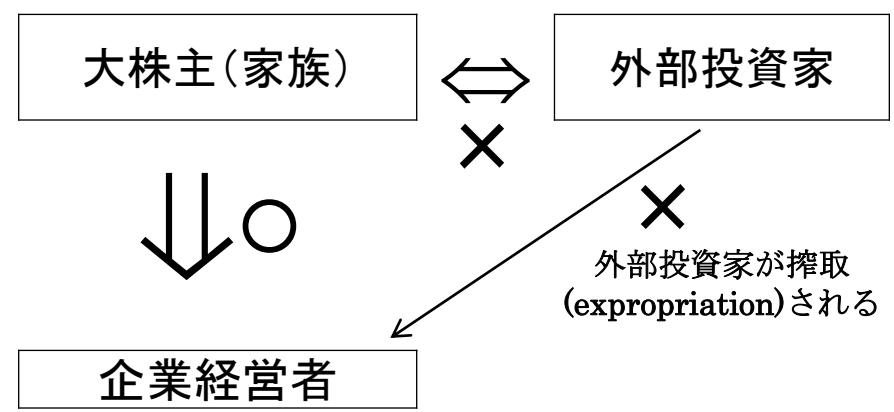 大株主（家族）
外部投資家
×
○
×
外部投資家が搾取
(expropriation)される
企業経営者